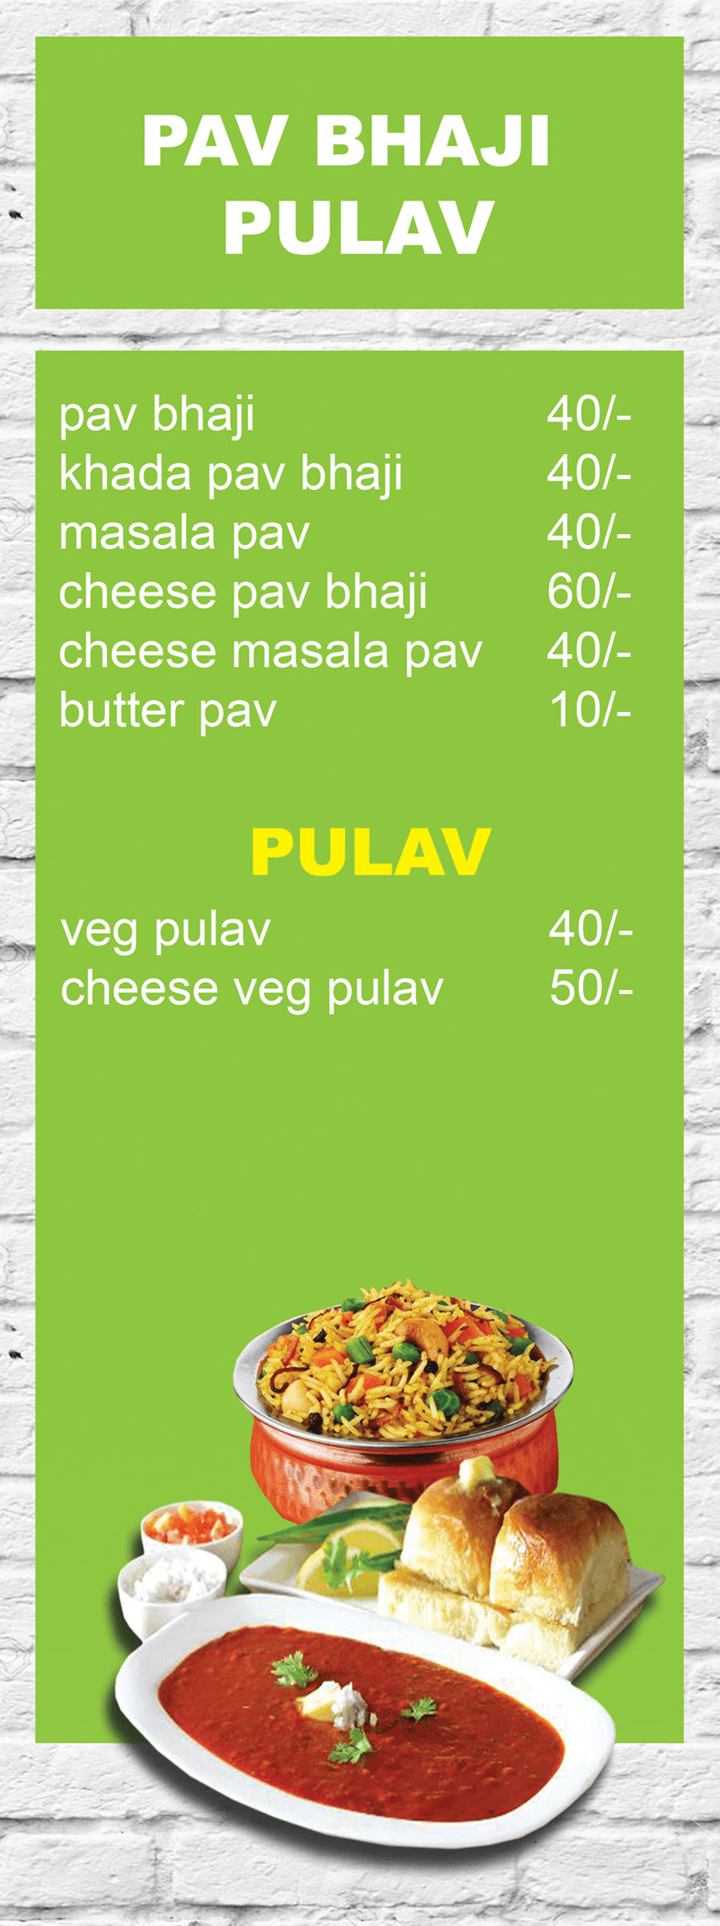 PAV BHAJI
PULAV
pav bhaji 40/-
khada pav bhaji 40/-
masala pav 40/-
cheese pav bhaji 60/-
cheese masala pav 40/-
butter pav 10/-
PULAV
veg pulav 40/-
cheese veg pulav 50/-